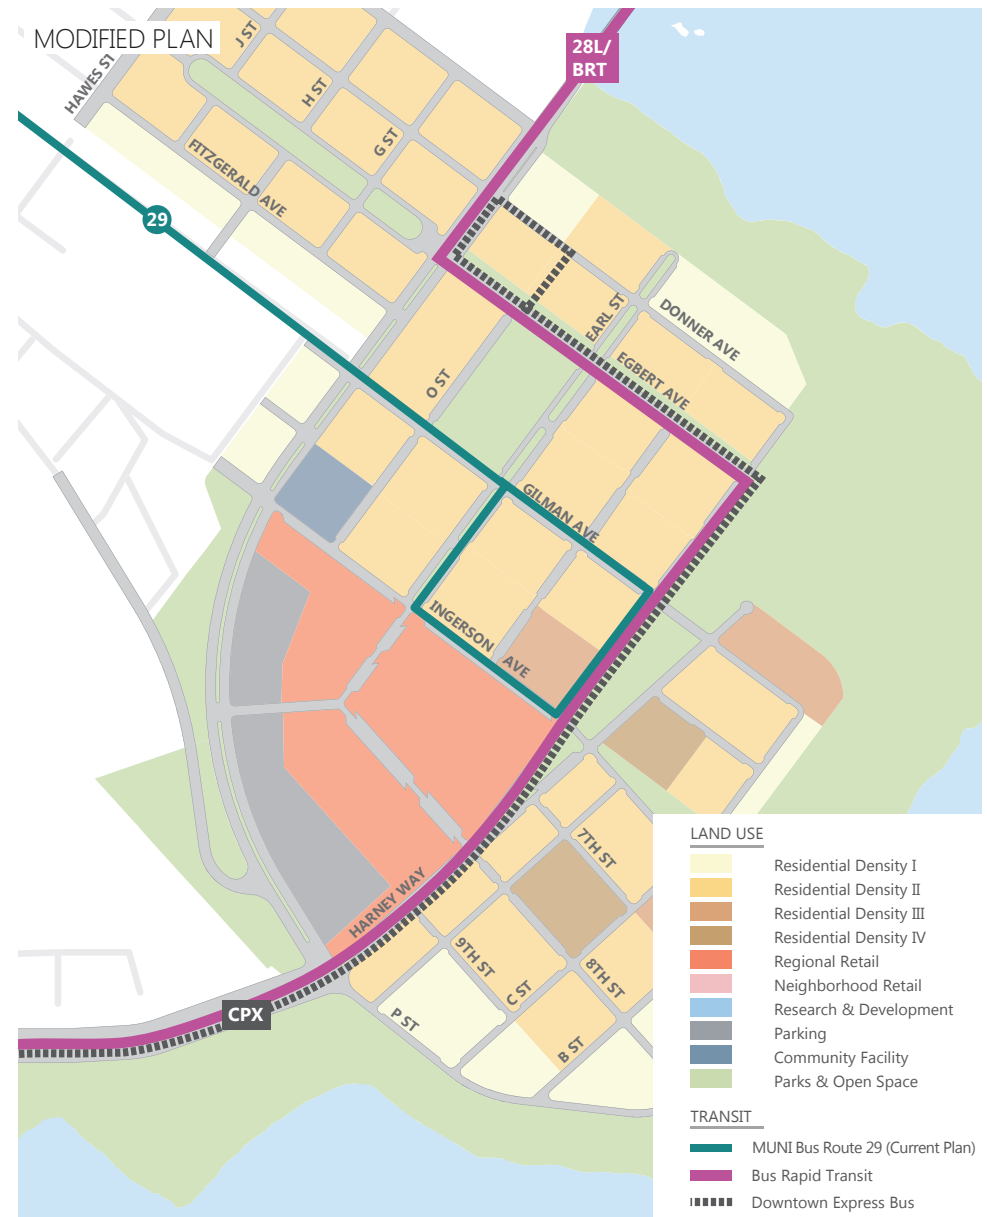 MODIFIED PLAN
J ST
HAWES ST
H ST
G ST
FITZGERALD AVE
28L/
BRT
29
EARL ST
DONNER AVE
EGBERT AVE
O ST
GILMAN AVE
INGERSON AVE
7TH ST
HARNEY WAY
9TH ST
8TH ST
C ST
P ST
B ST
CPX
LAND USE
Residential Density I
Residential Density II
Residential Density III
Residential Density IV
Regional Retail
Neighborhood Retail
Research & Development
Parking
Community Facility
Parks & Open Space
TRANSIT
MUNI Bus Route 29 (Current Plan)
Bus Rapid Transit
Downtown Express Bus